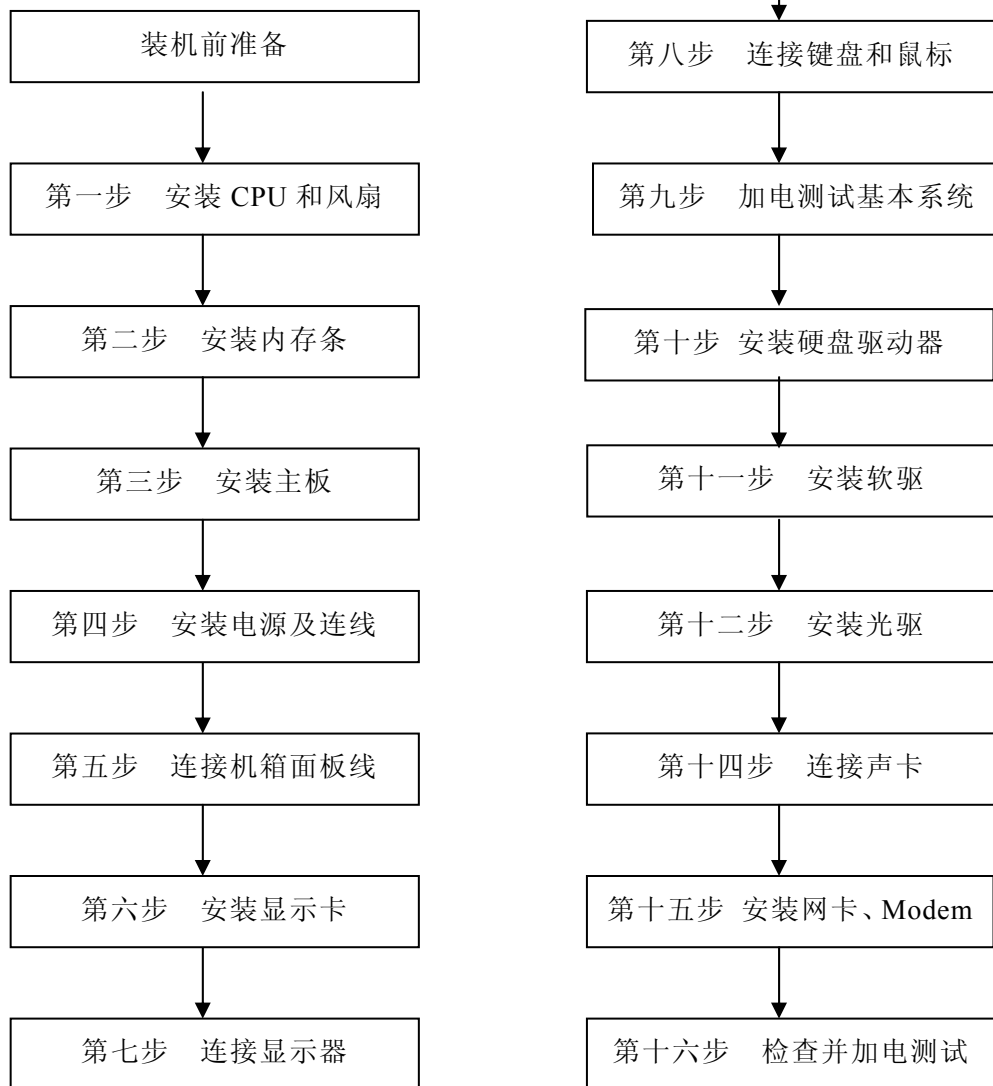 装机前准备
第一步 安装 CPU 和风扇
第二步 安装内存条
第三步 安装主板
第四步 安装电源及连线
第五步 连接机箱面板线
第六步 安装显示卡
第七步 连接显示器
第八步 连接键盘和鼠标
第九步 加电测试基本系统
第十步 安装硬盘驱动器
第十一步 安装软驱
第十二步 安装光驱
第十四步 连接声卡
第十五步 安装网卡、Modem
第十六步 检查并加电测试